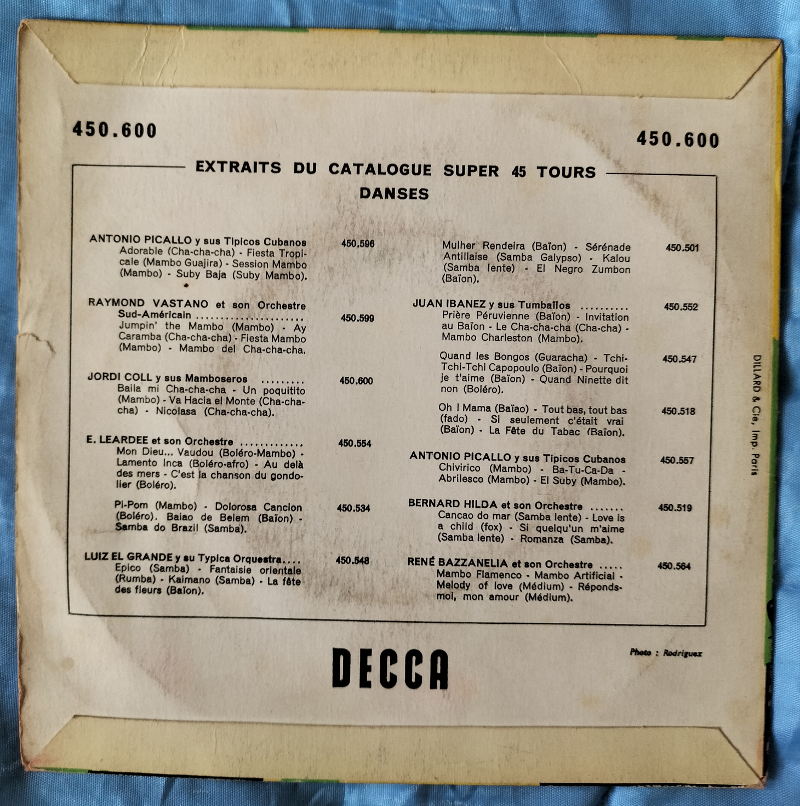 450.600
450.600
EXTRAITS DU CATALOGUE SUPER 45 TOURS
DANSES
ANTONIO PICALLO y sus Tipicos Cubanos 450.596
Adorable (Cha-cha-cha) - Fiesta Tropi-
cale (Mambo Guajira) - Session Mambo
(Mambo) - Suby Baja (Suby Mambo).
RAYMOND VASTANO et son Orchestre
Sud-Américain .................... 450.599
Jumpin' the Mambo (Mambo) - Ay
Caramba (Cha-cha-cha) - Fiesta Mambo
(Mambo) - Mambo del Cha-cha-cha.
JORDI COLL y sus Mamboseros ......... 450.600
Baila mi Cha-cha-cha - Un poquitito
(Mambo) - Va Hacia el Monte (Cha-cha-
cha) - Nicolasa (Cha-cha-cha).
E. LEARDEE et son Orchestre ............. 450.554
Mon Dieu... Vaudou (Boléro-Mambo) -
Lamento Inca (Boléro-afro) - Au delà
des mers - C'est la chanson du gondo-
lier (Boléro).
Pi-Pom (Mambo) - Dolorosa Cancion 450.534
(Boléro). Baiao de Belem (Baïon) -
Samba do Brazil (Samba).
LUIZ EL GRANDE y su Typica Orquestra.... 450.548
Epico (Samba) - Fantaisie orientale
(Rumba) - Kaimano (Samba) - La fête
des fleurs (Baïon).
Mulher Rendeira (Baïon) - Sérénade 450.501
Antillaise (Samba Galypso) - Kalou
(Samba lente) - El Negro Zumbon
(Baïon).
JUAN IBANEZ y sus Tumbaïtos .......... 450.552
Prière Péruvienne (Baïon) - Invitation
au Baïon - Le Cha-cha-cha (Cha-cha) -
Mambo Charleston (Mambo).
Quand les Bongos (Guaracha) - Tchi- 450.547
Tchi-Tchi Capopoulo (Baïon) - Pourquoi
je t'aime (Baïon) - Quand Ninette dit
non (Boléro).
Oh ! Mama (Baïao) - Tout bas, tout bas 450.518
(fado) - Si seulement c'était vrai
(Baïon) - La Fête du Tabac (Baïon).
ANTONIO PICALLO y sus Tipicos Cubanos 450.557
Chivirico (Mambo) - Ba-Tu-Ca-Da -
Abrilesco (Mambo) - El Suby (Mambo).
BERNARD HILDA et son Orchestre ....... 450.519
Cancao do mar (Samba lente) - Love is
a child (fox) - Si quelqu'un m'aime
(Samba lente) - Romanza (Samba).
RENÉ BAZZANELIA et son Orchestre ..... 450.564
Mambo Flamenco - Mambo Artificial -
Melody of love (Médium) - Réponds-
moi, mon amour (Médium).
DILLARD & Cie, Imp. Paris
Photo : Rodriguez
DECCA